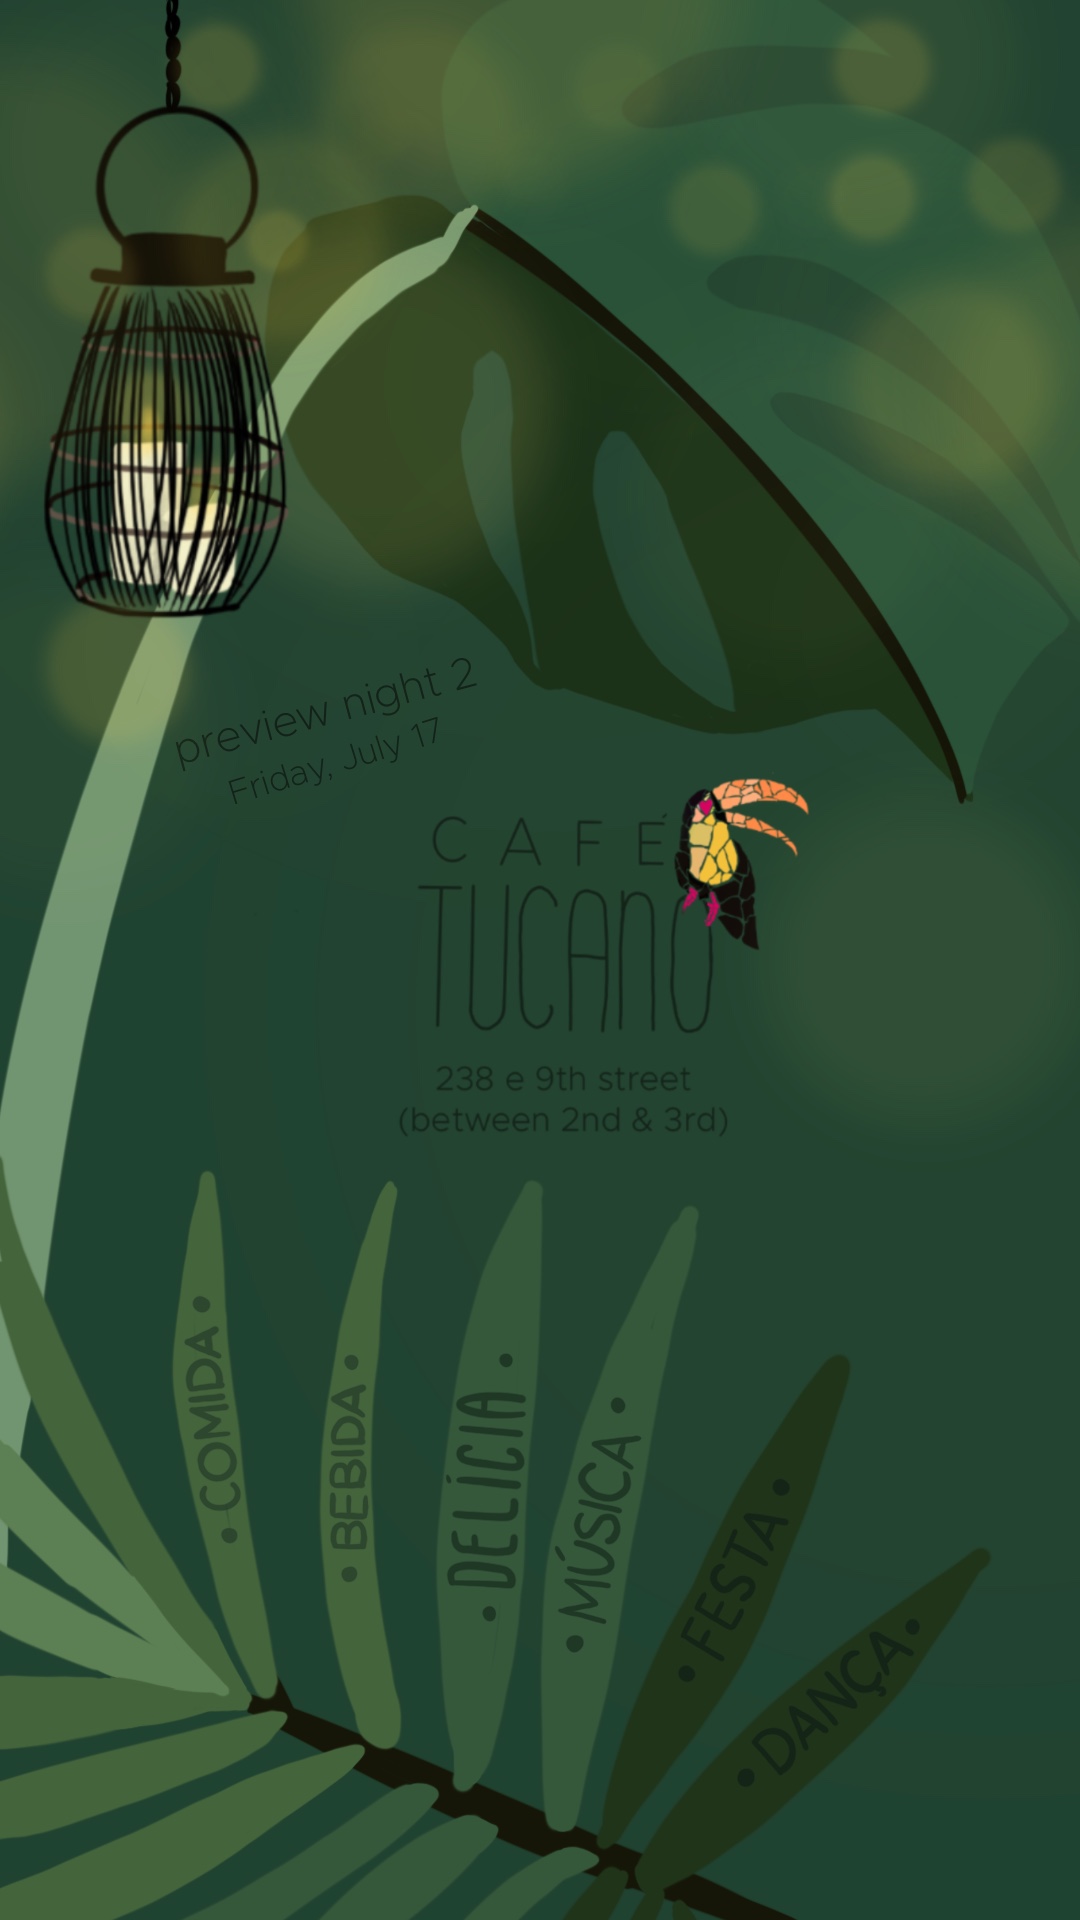 preview night 2
Friday, July 17
CAFÉ
TUCANO
238 e 9th street
(between 2nd & 3rd)
• COMIDA •
• BEBIDA •
• DELÍCIA •
• MÚSICA •
• FESTA •
• DANÇA •